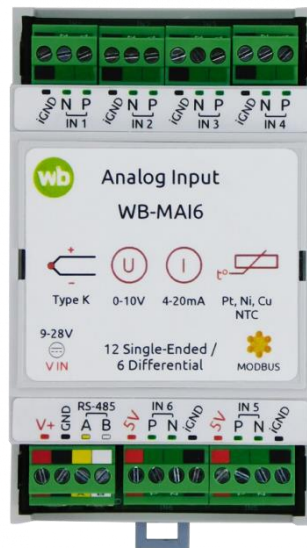 iGND N P iGND N P iGND N P iGND N P
IN 1 IN 2 IN 3 IN 4
wb Analog Input
WB-MAI6
+
-
U
I
t°
Type K 0-10V 4-20mA Pt, Ni, Cu
NTC
9-28V
V IN
12 Single-Ended /
6 Differential
MODBUS
RS-485 IN 6 IN 5
V+ GND A B 5V P N iGND 5V P N iGND